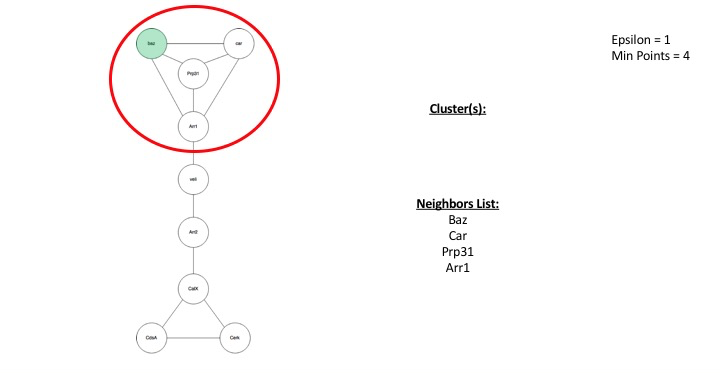 baz
car
Prp31
Arr1
veil
Arr2
CalX
CdsA
Cerk
Epsilon = 1
Min Points = 4
Cluster(s):
Neighbors List:
Baz
Car
Prp31
Arr1